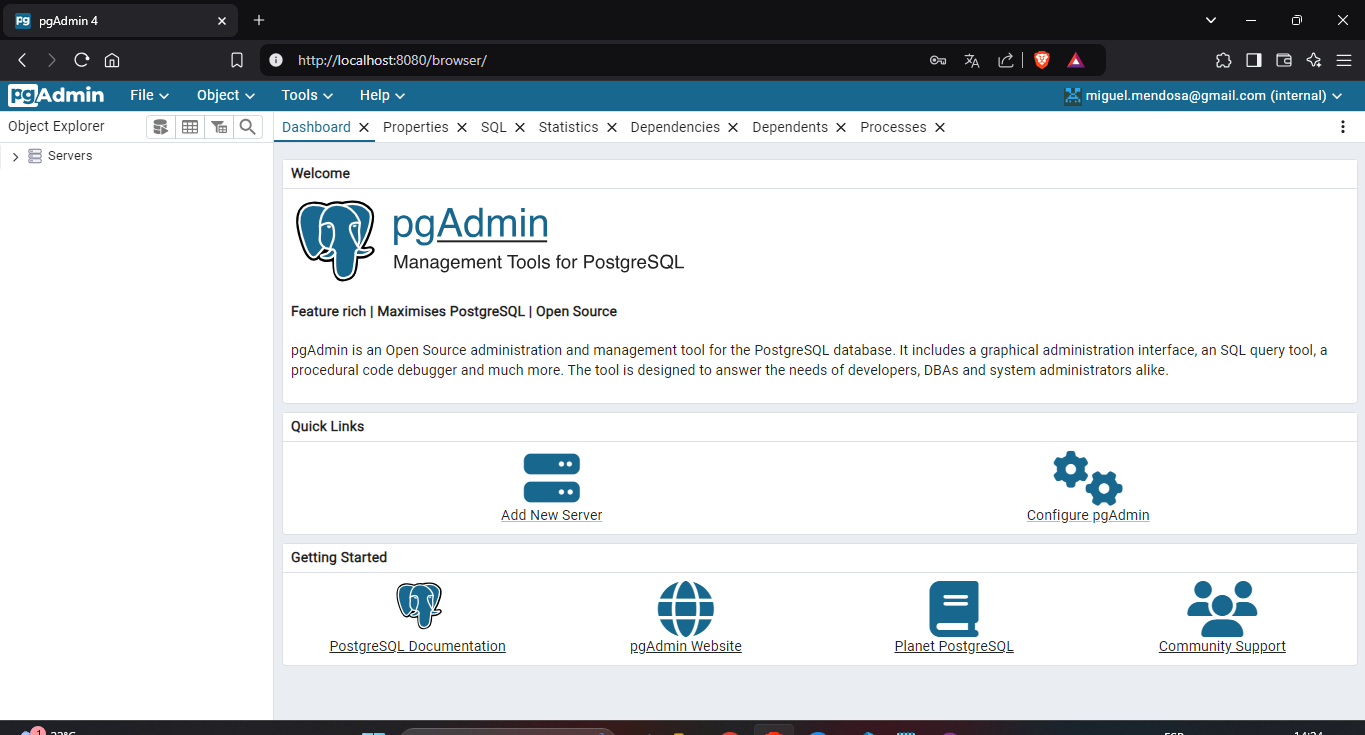 pgAdmin 4
http://localhost:8080/browser/
pgAdmin File Object Tools Help miguel.mendosa@gmail.com (internal)
Object Explorer
Dashboard Properties SQL Statistics Dependencies Dependents Processes
Servers
Welcome
pgAdmin
Management Tools for PostgreSQL
Feature rich | Maximises PostgreSQL | Open Source
pgAdmin is an Open Source administration and management tool for the PostgreSQL database. It includes a graphical administration interface, an SQL query tool, a
procedural code debugger and much more. The tool is designed to answer the needs of developers, DBAs and system administrators alike.
Quick Links
Add New Server Configure pgAdmin
Getting Started
PostgreSQL Documentation pgAdmin Website Planet PostgreSQL Community Support